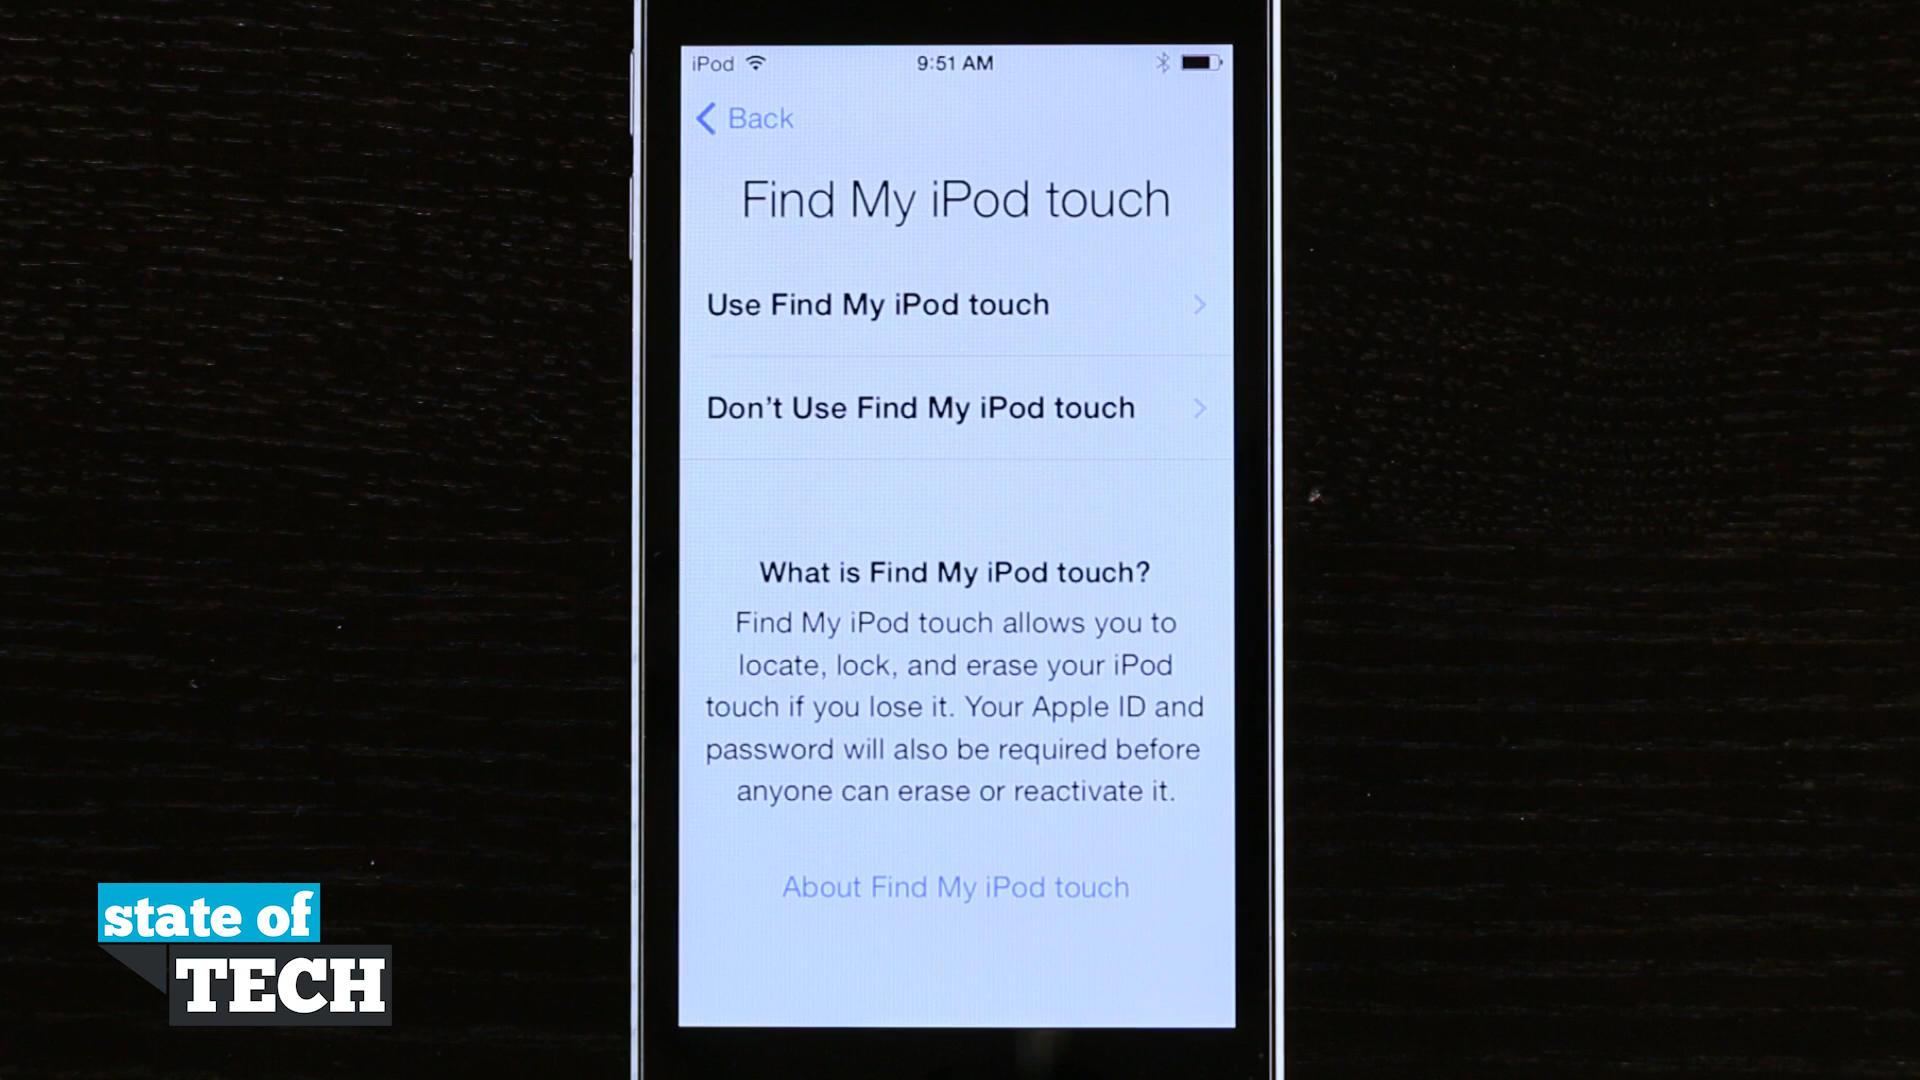 iPod 9:51 AM
Back
Find My iPod touch
Use Find My iPod touch
Don't Use Find My iPod touch
What is Find My iPod touch?
Find My iPod touch allows you to
locate, lock, and erase your iPod
touch if you lose it. Your Apple ID and
password will also be required before
anyone can erase or reactivate it.
About Find My iPod touch
state of
TECH